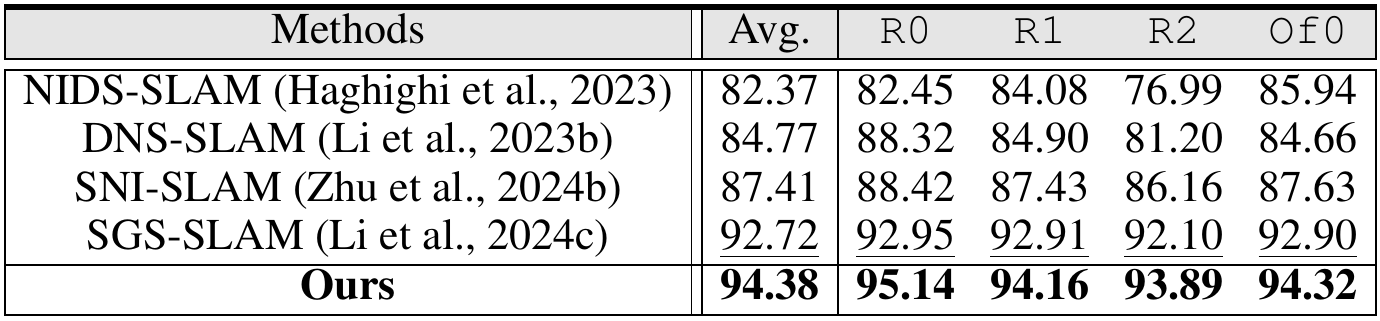 Methods Avg. R0 R1 R2 Of0
NIDS-SLAM (Haghighi et al., 2023) 82.37 82.45 84.08 76.99 85.94
DNS-SLAM (Li et al., 2023b) 84.77 88.32 84.90 81.20 84.66
SNI-SLAM (Zhu et al., 2024b) 87.41 88.42 87.43 86.16 87.63
SGS-SLAM (Li et al., 2024c) 92.72 92.95 92.91 92.10 92.90
Ours 94.38 95.14 94.16 93.89 94.32